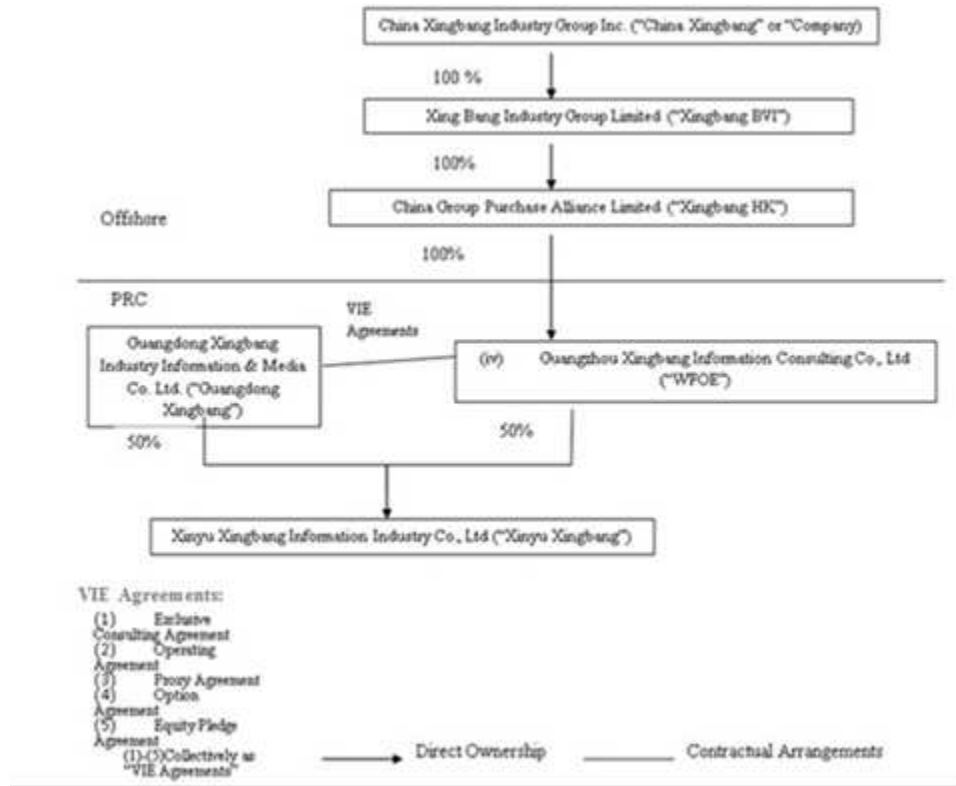 China Xingbang Industry Group Inc. ("China Xingbang" or "Company)
100 %
Xing Bang Industry Group Limited ("Xingbang BVI")
100%
China Group Purchase Alliance Limited ("Xingbang HK")
Offshore
100%
PRC
VIE
Agreements
Guangdong Xingbang
Industry Information & Media
Co. Ltd. ("Guangdong
Xingbang")
(iv) Guangzhou Xingbang Information Consulting Co., Ltd
("WFOE")
50%
50%
Xinyu Xingbang Information Industry Co., Ltd ("Xinyu Xingbang")
VIE Agreements:
(1) Exclusive
Consulting Agreement
(2) Operating
Agreement
(3) Proxy Agreement
(4) Option
Agreement
(5) Equity Pledge
Agreement
(1)-(5)Collectively as
"VIE Agreements"
Direct Ownership
Contractual Arrangements